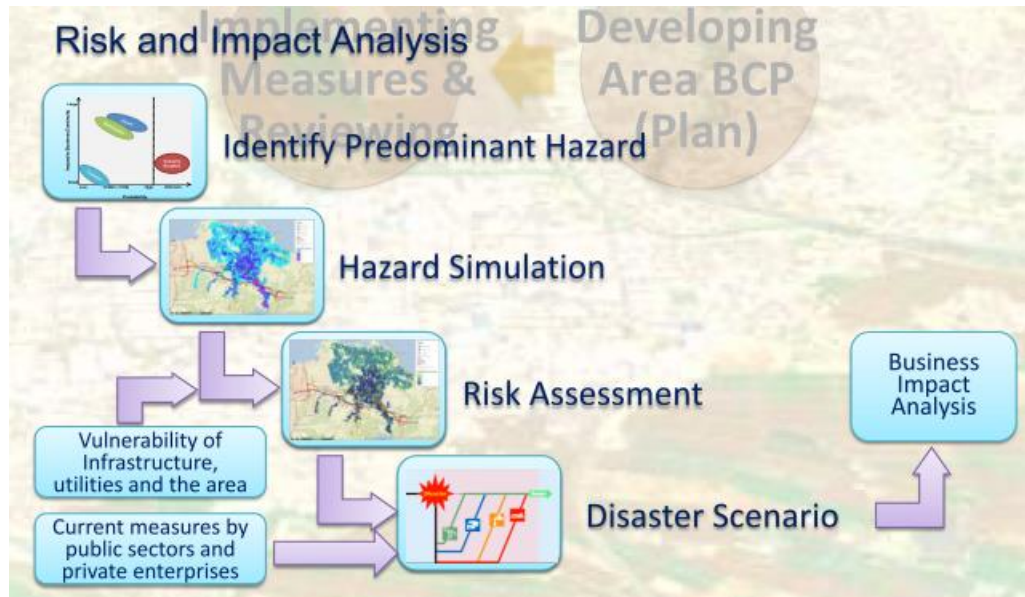 Risk and Impact Analysis
Implementing
Measures &
Reviewing
Developing
Area BCP
(Plan)
Identify Predominant Hazard
Hazard Simulation
Risk Assessment
Vulnerability of
Infrastructure,
utilities and the area
Current measures by
public sectors and
private enterprises
Disaster Scenario
Business
Impact
Analysis